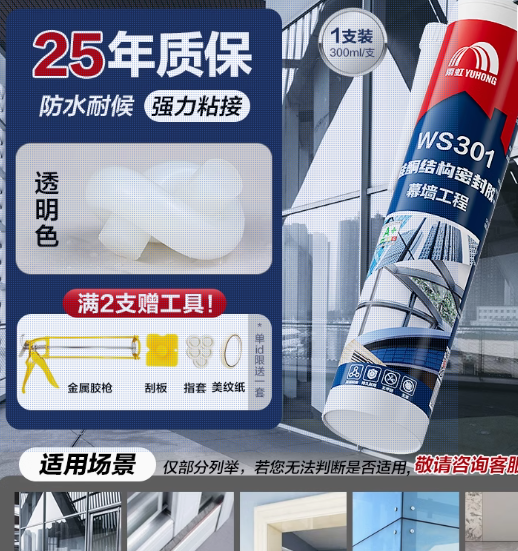 25年质保
防水耐候 强力粘接
透明色
满2支赠工具！
金属胶枪 刮板 指套 美纹纸
*单id限送一套
1支装
300ml/支
雨虹 YUHONG
WS301
硅酮结构密封胶
幕墙工程
A+
适用场景 仅部分列举，若您无法判断是否适用，敬请咨询客服